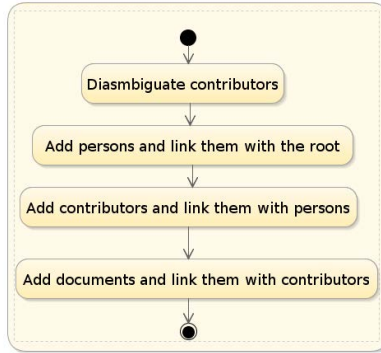 Diasmbiguate contributors
Add persons and link them with the root
Add contributors and link them with persons
Add documents and link them with contributors